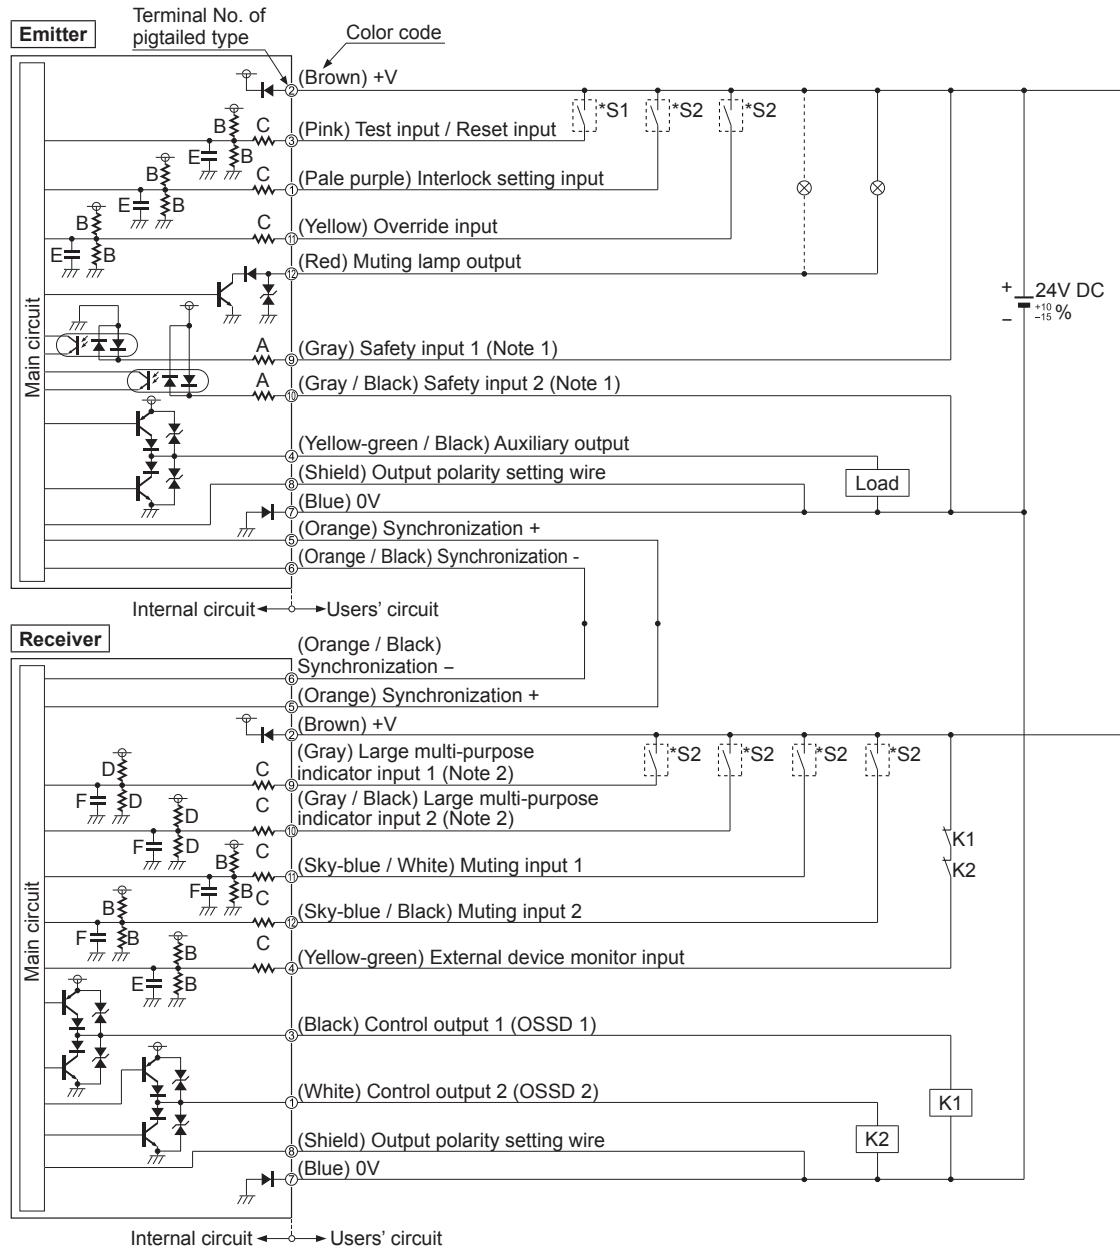 Terminal No. of
pigtailed type
Color code
Emitter
② (Brown) +V
*S1 *S2 *S2
B C ③ (Pink) Test input / Reset input
E B
B C ① (Pale purple) Interlock setting input
E B
B C ⑪ (Yellow) Override input
E B
⑫ (Red) Muting lamp output
+ 24V DC
− +10 −15 %
Main circuit
A ⑨ (Gray) Safety input 1 (Note 1)
A ⑩ (Gray / Black) Safety input 2 (Note 1)
④ (Yellow-green / Black) Auxiliary output
⑧ (Shield) Output polarity setting wire
Load
⑦ (Blue) 0V
⑤ (Orange) Synchronization +
⑥ (Orange / Black) Synchronization -
Internal circuit Users' circuit
Receiver
(Orange / Black)
⑥ Synchronization −
⑤ (Orange) Synchronization +
② (Brown) +V
*S2 *S2 *S2 *S2
(Gray) Large multi-purpose
D C ⑨ indicator input 1 (Note 2)
F D
(Gray / Black) Large multi-purpose
D C ⑩ indicator input 2 (Note 2)
F D
K1
K2
B C ⑪ (Sky-blue / White) Muting input 1
F B
B C ⑫ (Sky-blue / Black) Muting input 2
F B
B C ④ (Yellow-green) External device monitor input
E B
Main circuit
③ (Black) Control output 1 (OSSD 1)
① (White) Control output 2 (OSSD 2)
K1
K2
⑧ (Shield) Output polarity setting wire
⑦ (Blue) 0V
Internal circuit Users' circuit